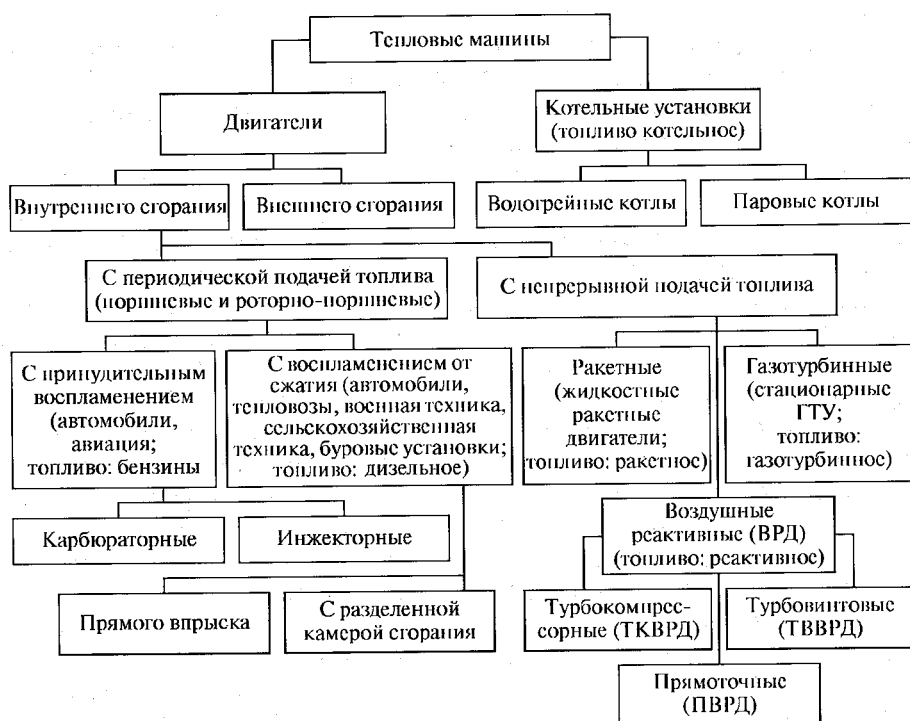 Тепловые машины
Двигатели
Котельные установки
(топливо котельное)
Внутреннего сгорания
Внешнего сгорания
Водогрейные котлы
Паровые котлы
С периодической подачей топлива
(поршневые и роторно-поршневые)
С непрерывной подачей топлива
С принудительным
воспламенением
(автомобили,
авиация;
топливо: бензины
С воспламенением от
сжатия (автомобили,
тепловозы, военная техника,
сельскохозяйственная
техника, буровые установки;
топливо: дизельное)
Ракетные
(жидкостные
ракетные
двигатели;
топливо: ракетное)
Газотурбинные
(стационарные
ГТУ;
топливо:
газотурбинное)
Карбюраторные
Инжекторные
Воздушные
реактивные (ВРД)
(топливо: реактивное)
Прямого впрыска
С разделенной
камерой сгорания
Турбокомпрес-
сорные (ТКВРД)
Турбовинтовые
(ТВВРД)
Прямоточные
(ПВРД)